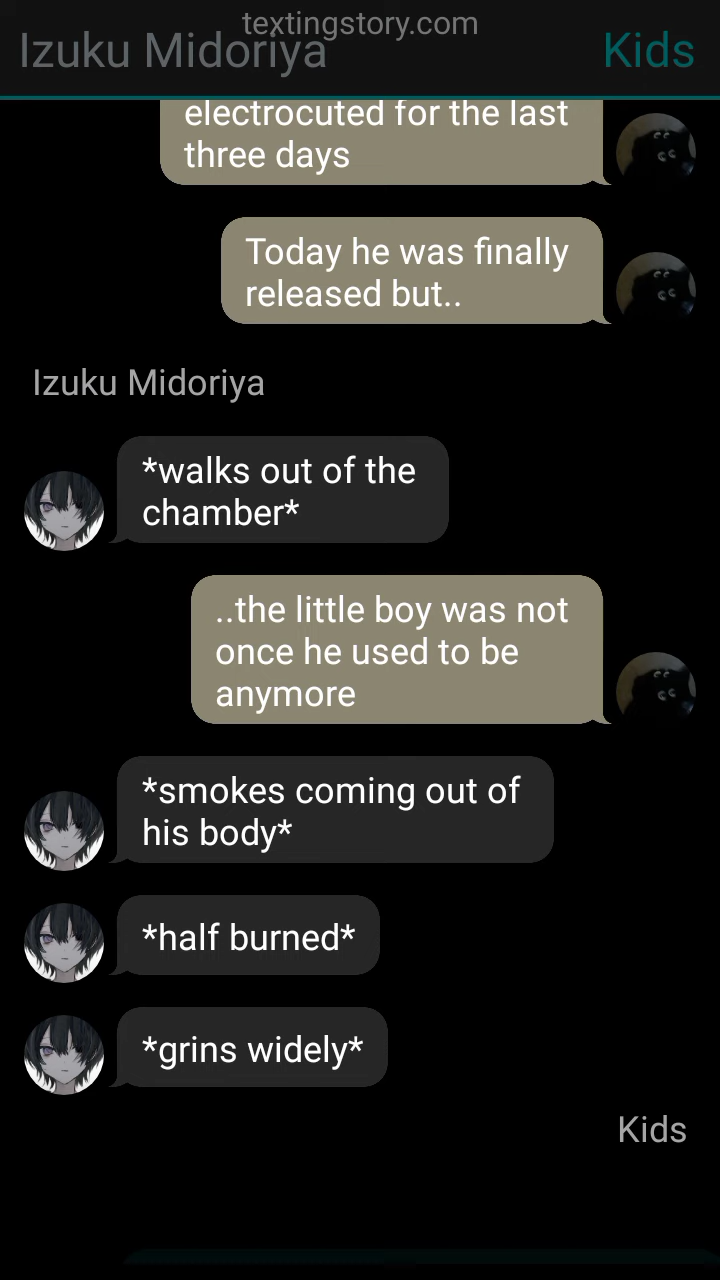 textingstory.com
Izuku Midoriya
Kids
electrocuted for the last
three days
Today he was finally
released but..
Izuku Midoriya
*walks out of the
chamber*
..the little boy was not
once he used to be
anymore
*smokes coming out of
his body*
*half burned*
*grins widely*
Kids